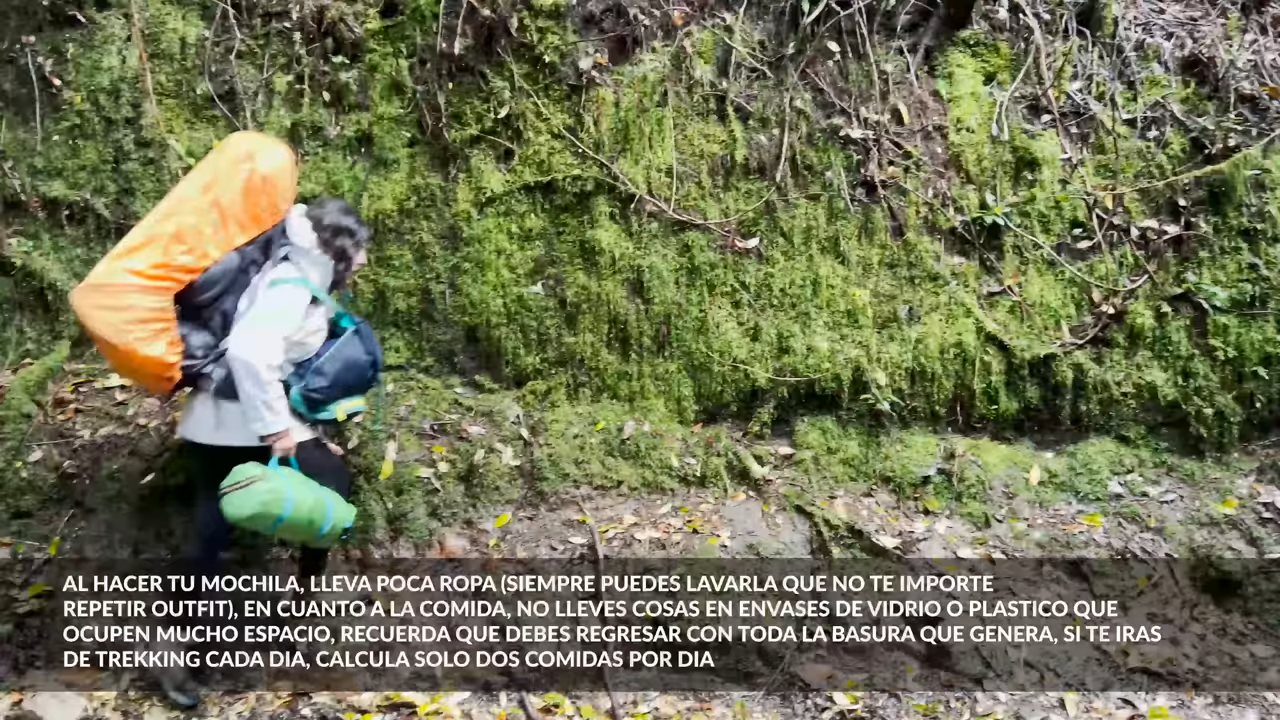 AL HACER TU MOCHILA, LLEVA POCA ROPA (SIEMPRE PUEDES LAVARLA QUE NO TE IMPORTE
REPETIR OUTFIT), EN CUANTO A LA COMIDA, NO LLEVES COSAS EN ENVASES DE VIDRIO O PLASTICO QUE
OCUPEN MUCHO ESPACIO, RECUERDA QUE DEBES REGRESAR CON TODA LA BASURA QUE GENERA, SI TE IRAS
DE TREKKING CADA DIA, CALCULA SOLO DOS COMIDAS POR DIA